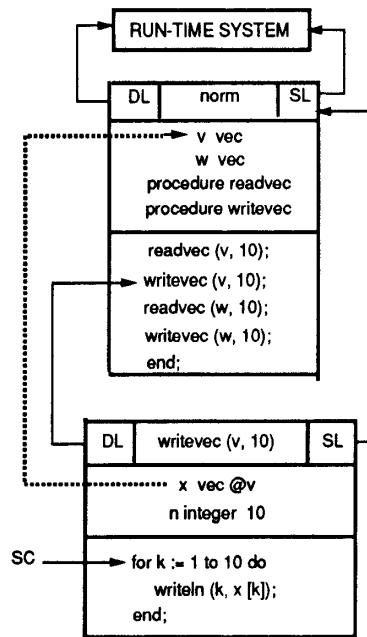 RUN-TIME SYSTEM
DL norm SL
v vec
w vec
procedure readvec
procedure writevec
readvec (v, 10);
writevec (v, 10);
readvec (w, 10);
writevec (w, 10);
end;
DL writevec (v, 10) SL
x vec @v
n integer 10
SC for k := 1 to 10 do
writeln (k, x [k]);
end;